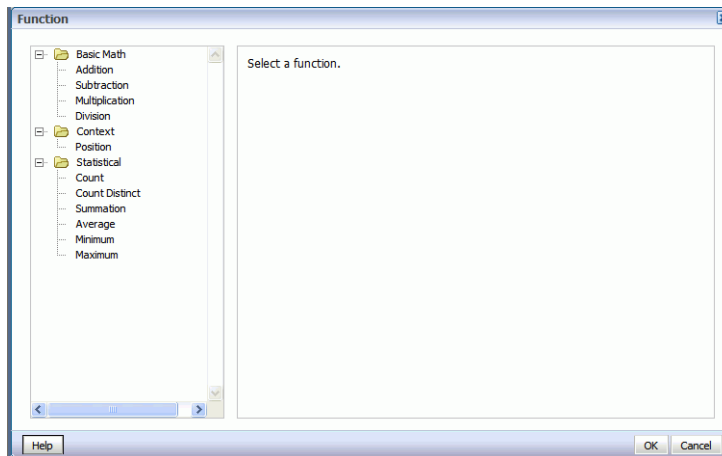 Function
Basic Math
Addition
Subtraction
Multiplication
Division
Context
Position
Statistical
Count
Count Distinct
Summation
Average
Minimum
Maximum
Select a function.
Help
OK
Cancel